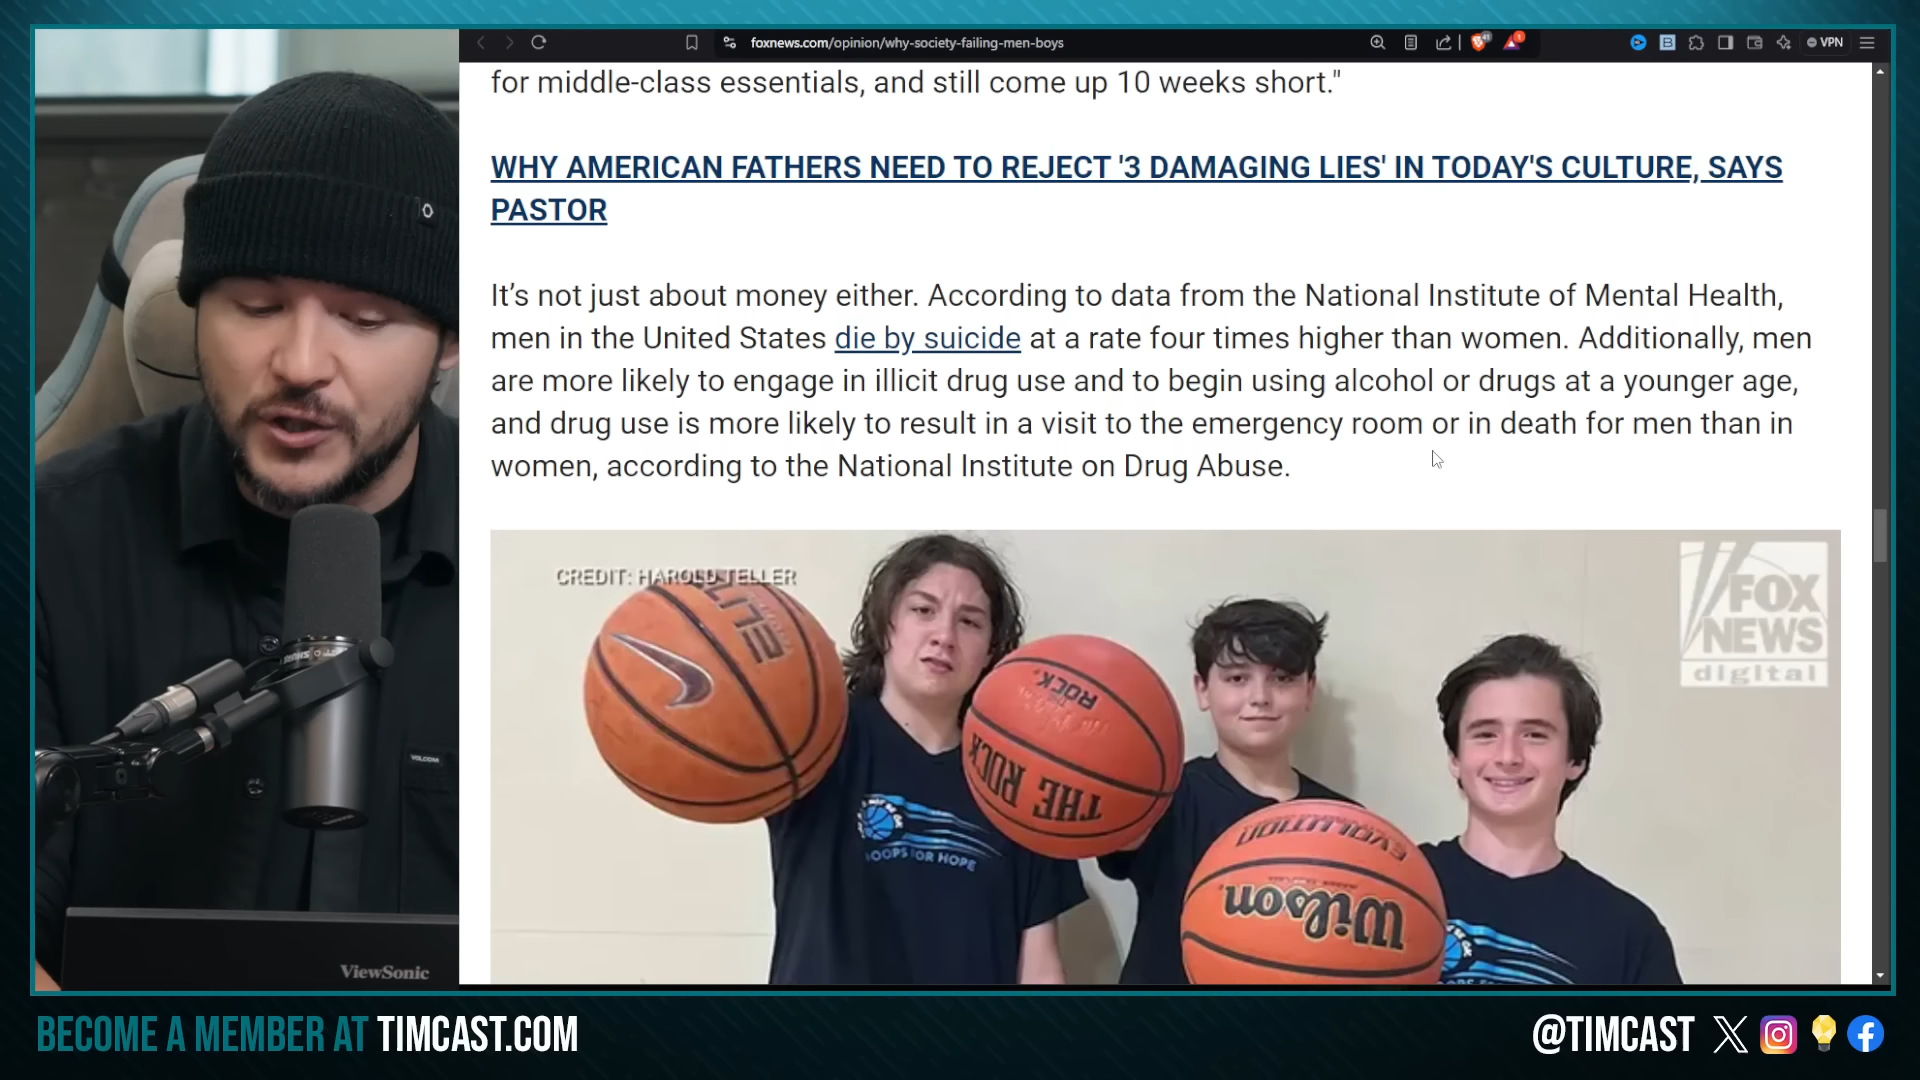 foxnews.com/opinion/why-society-failing-men-boys
VPN
for middle-class essentials, and still come up 10 weeks short."
WHY AMERICAN FATHERS NEED TO REJECT '3 DAMAGING LIES' IN TODAY'S CULTURE, SAYS
PASTOR
It’s not just about money either. According to data from the National Institute of Mental Health,
men in the United States die by suicide at a rate four times higher than women. Additionally, men
are more likely to engage in illicit drug use and to begin using alcohol or drugs at a younger age,
and drug use is more likely to result in a visit to the emergency room or in death for men than in
women, according to the National Institute on Drug Abuse.
CREDIT: HAROLD TELLER
FOX
NEWS
digital
ELITE
ROCK
THE ROCK
EVOLUTION
Wilson
HOOPS FOR HOPE
VOLCOM
ViewSonic
BECOME A MEMBER AT TIMCAST.COM
@TIMCAST